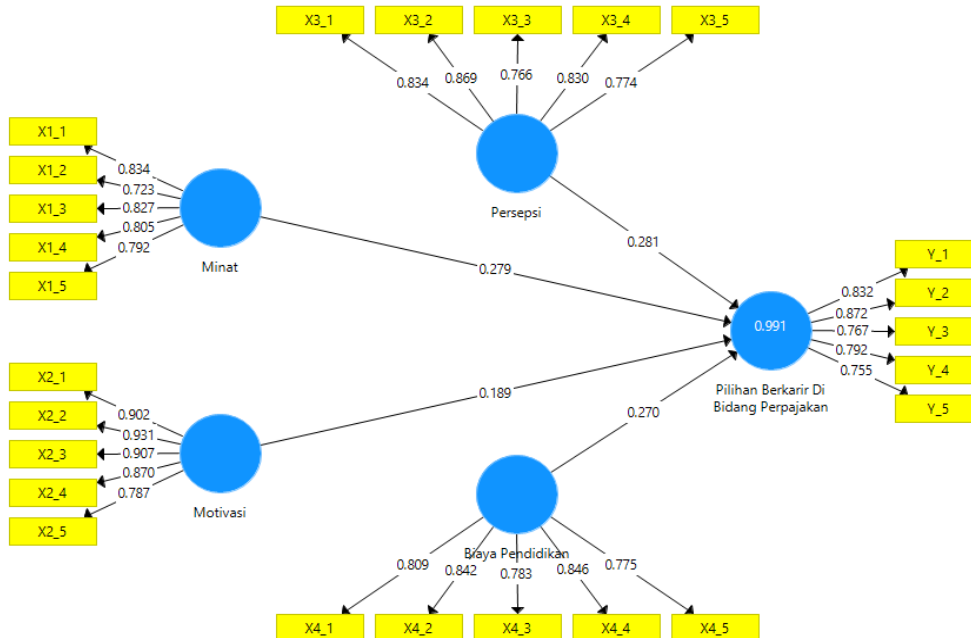 X3_1
X3_2
X3_3
X3_4
X3_5
0.834
0.869
0.766
0.830
0.774
Persepsi
X1_1
X1_2
X1_3
X1_4
X1_5
0.834
0.723
0.827
0.805
0.792
Minat
0.281
0.279
X2_1
X2_2
X2_3
X2_4
X2_5
0.902
0.931
0.907
0.870
0.787
Motivasi
0.189
0.270
0.991
Pilihan Berkarir Di
Bidang Perpajakan
0.832
0.872
0.767
0.792
0.755
Y_1
Y_2
Y_3
Y_4
Y_5
Biaya Pendidikan
0.809
0.842
0.783
0.846
0.775
X4_1
X4_2
X4_3
X4_4
X4_5